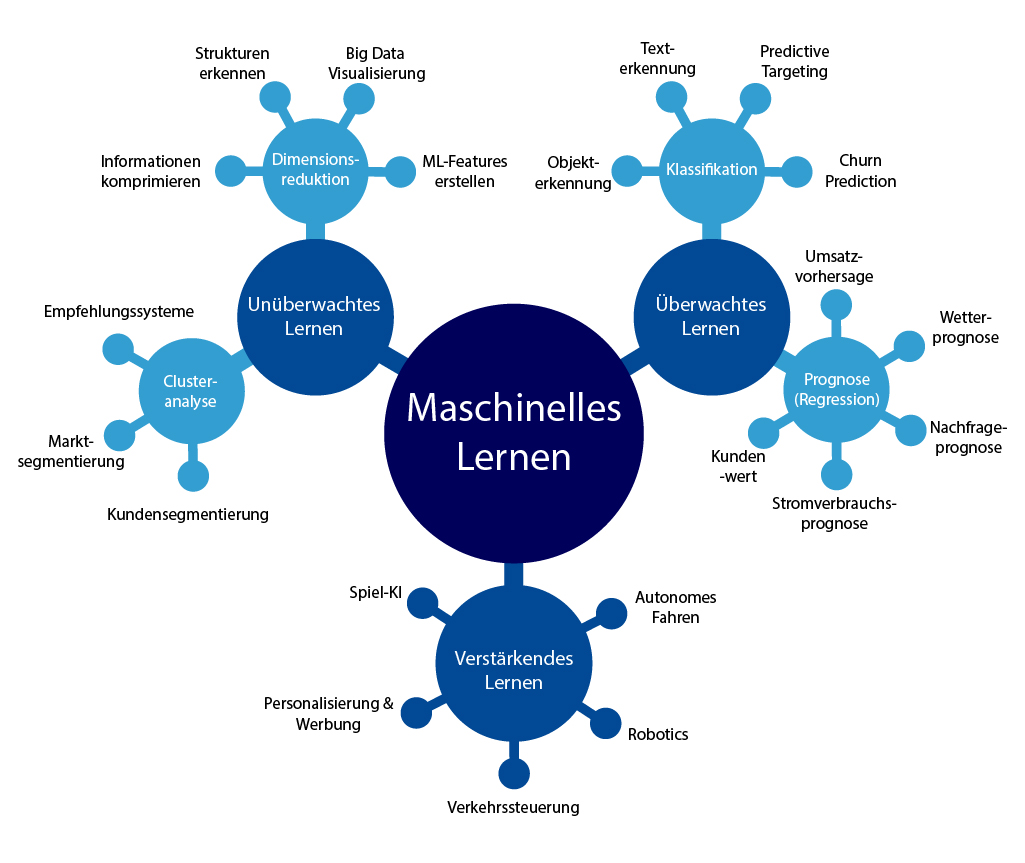 Strukturen
erkennen
Big Data
Visualisierung
Informationen
komprimieren
Dimensions-
reduktion
ML-Features
erstellen
Text-
erkennung
Predictive
Targeting
Objekt-
erkennung
Klassifikation
Churn
Prediction
Unüberwachtes
Lernen
Überwachtes
Lernen
Empfehlungssysteme
Cluster-
analyse
Markt-
segmentierung
Kundensegmentierung
Maschinelles
Lernen
Umsatz-
vorhersage
Wetter-
prognose
Prognose
(Regression)
Nachfrage-
prognose
Kunden
-wert
Stromverbrauchs-
prognose
Spiel-KI
Autonomes
Fahren
Verstärkendes
Lernen
Personalisierung &
Werbung
Robotics
Verkehrssteuerung